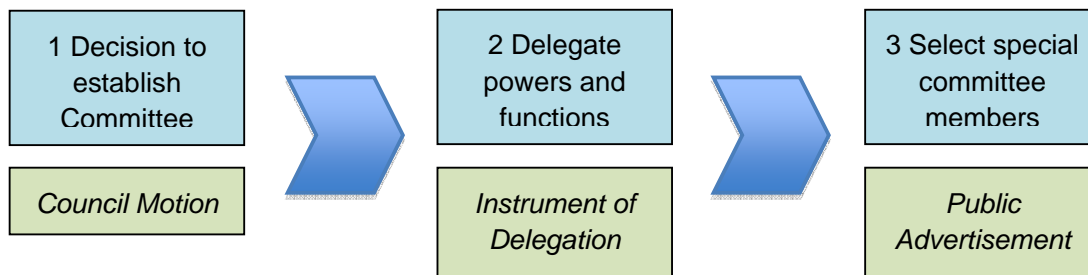 1 Decision to
establish
Committee
2 Delegate
powers and
functions
3 Select special
committee
members
Council Motion
Instrument of
Delegation
Public
Advertisement